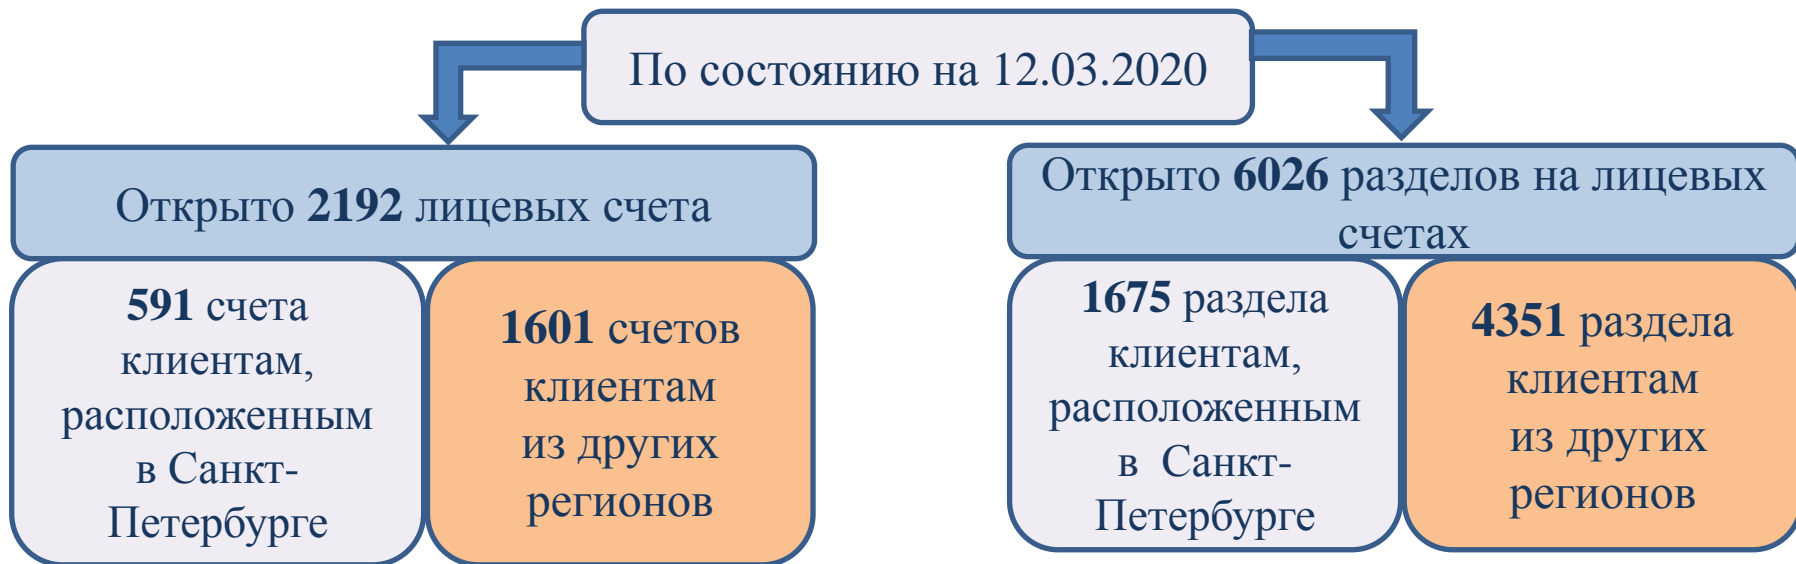 По состоянию на 12.03.2020
Открыто 2192 лицевых счета
591 счета
клиентам,
расположенным
в Санкт-
Петербурге
1601 счетов
клиентам
из других
регионов
Открыто 6026 разделов на лицевых
счетах
1675 раздела
клиентам,
расположенным
в Санкт-
Петербурге
4351 раздела
клиентам
из других
регионов